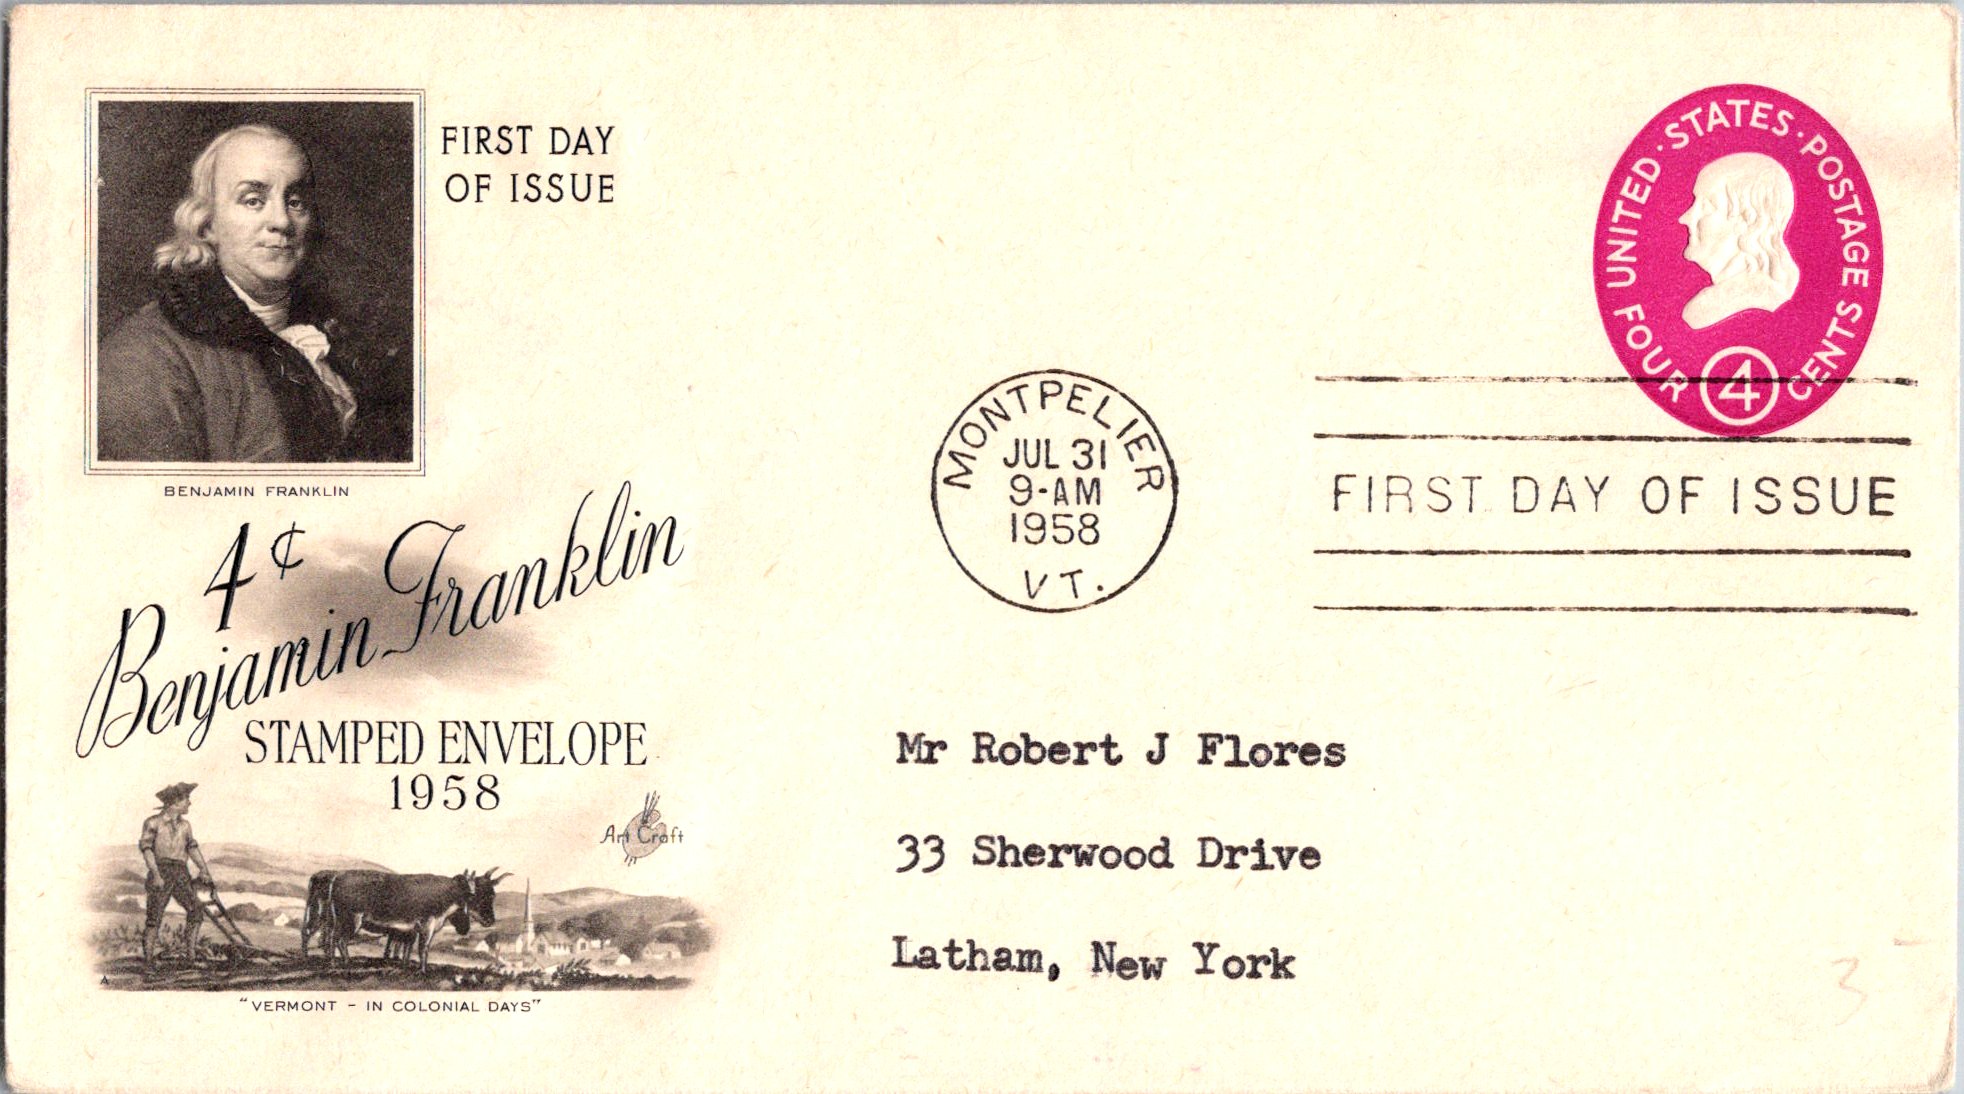 FIRST DAY
OF ISSUE
BENJAMIN FRANKLIN
4¢
Benjamin Franklin
STAMPED ENVELOPE
1958
Art Craft
A
"VERMONT - IN COLONIAL DAYS"
UNITED · STATES · POSTAGE
FOUR 4 CENTS
MONTPELIER
JUL 31
9-AM
1958
VT.
FIRST DAY OF ISSUE
Mr Robert J Flores
33 Sherwood Drive
Latham, New York
3